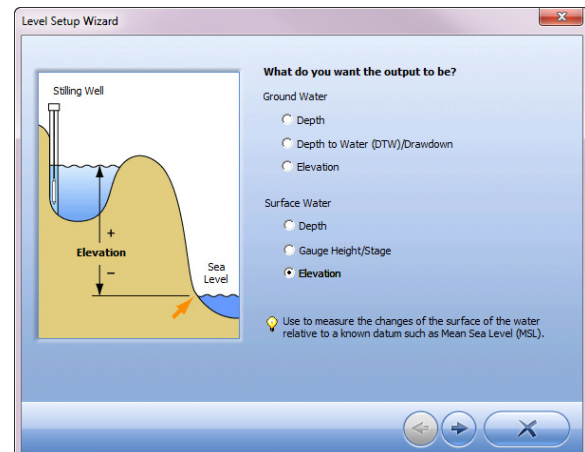 Level Setup Wizard
Stilling Well
+
Elevation
–
Sea
Level
What do you want the output to be?
Ground Water
Depth
Depth to Water (DTW)/Drawdown
Elevation
Surface Water
Depth
Gauge Height/Stage
Elevation
Use to measure the changes of the surface of the water
relative to a known datum such as Mean Sea Level (MSL).